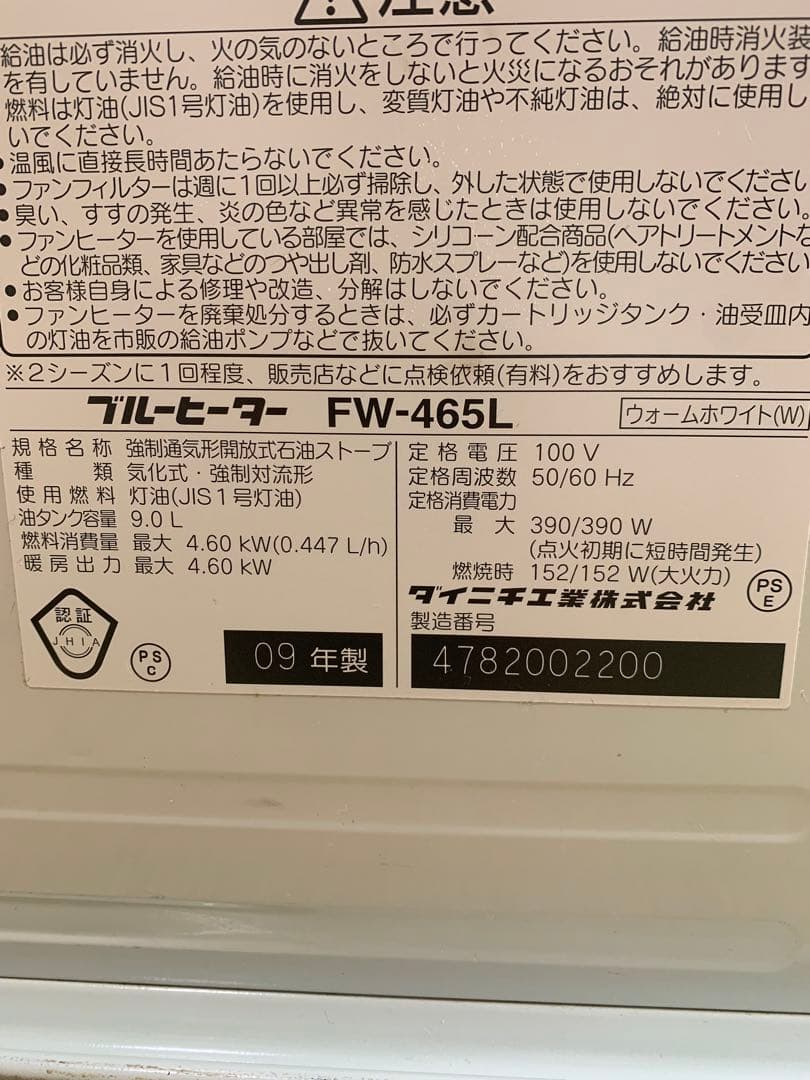 注意
給油は必ず消火し、火の気のないところで行ってください。給油時消火装
を有していません。給油時に消火をしないと火災になるおそれがあります
燃料は灯油(JIS1号灯油)を使用し、変質灯油や不純灯油は、絶対に使用し
いでください。
●温風に直接長時間あたらないでください。
●ファンフィルターは週に1回以上必ず掃除し、外した状態で使用しないでください
●臭い、すすの発生、炎の色など異常を感じたときは使用しないでください。
●ファンヒーターを使用している部屋では、シリコーン配合商品(ヘアトリートメントな
どの化粧品類、家具などのつや出し剤、防水スプレーなど)を使用しないでください
●お客様自身による修理や改造、分解はしないでください。
●ファンヒーターを廃棄処分するときは、必ずカートリッジタンク・油受皿内
の灯油を市販の給油ポンプなどで抜いてください。
※2シーズンに1回程度、販売店などに点検依頼(有料)をおすすめします。
ブルーヒーター FW-465L ウォームホワイト(W)
規格名称 強制通気形開放式石油ストーブ
種類 気化式・強制対流形
使用燃料 灯油(JIS1号灯油)
油タンク容量 9.0 L
燃料消費量 最大 4.60 kW(0.447 L/h)
暖房出力 最大 4.60 kW
認証
JHIA
PS
C
09 年製
定格電圧 100 V
定格周波数 50/60 Hz
定格消費電力
最大 390/390 W
(点火初期に短時間発生)
燃焼時 152/152 W(大火力)
ダイニチ工業株式会社
PS
E
製造番号
4782002200